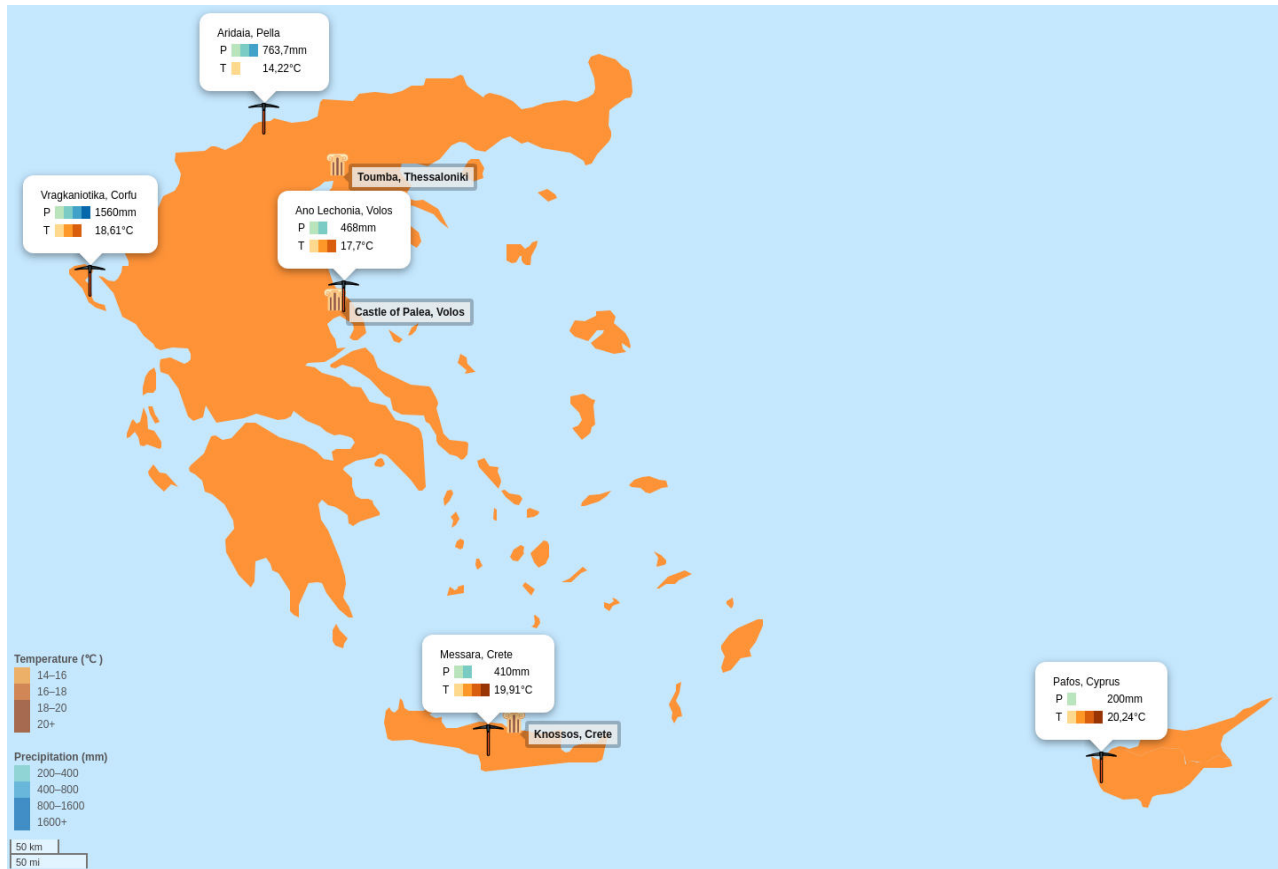 Aridaia, Pella
P 763,7mm
T 14,22°C
Toumba, Thessaloniki
Vragkaniotika, Corfu
P 1560mm
T 18,61°C
Ano Lechonia, Volos
P 468mm
T 17,7°C
Castle of Palea, Volos
Messara, Crete
P 410mm
T 19,91°C
Knossos, Crete
Pafos, Cyprus
P 200mm
T 20,24°C
Temperature (℃ )
14–16
16–18
18–20
20+
Precipitation (mm)
200–400
400–800
800–1600
1600+
50 km
50 mi